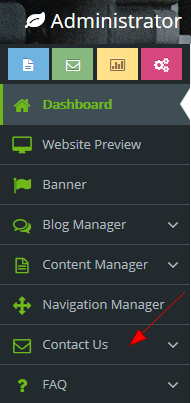 Administrator
Dashboard
Website Preview
Banner
Blog Manager
Content Manager
Navigation Manager
Contact Us
FAQ